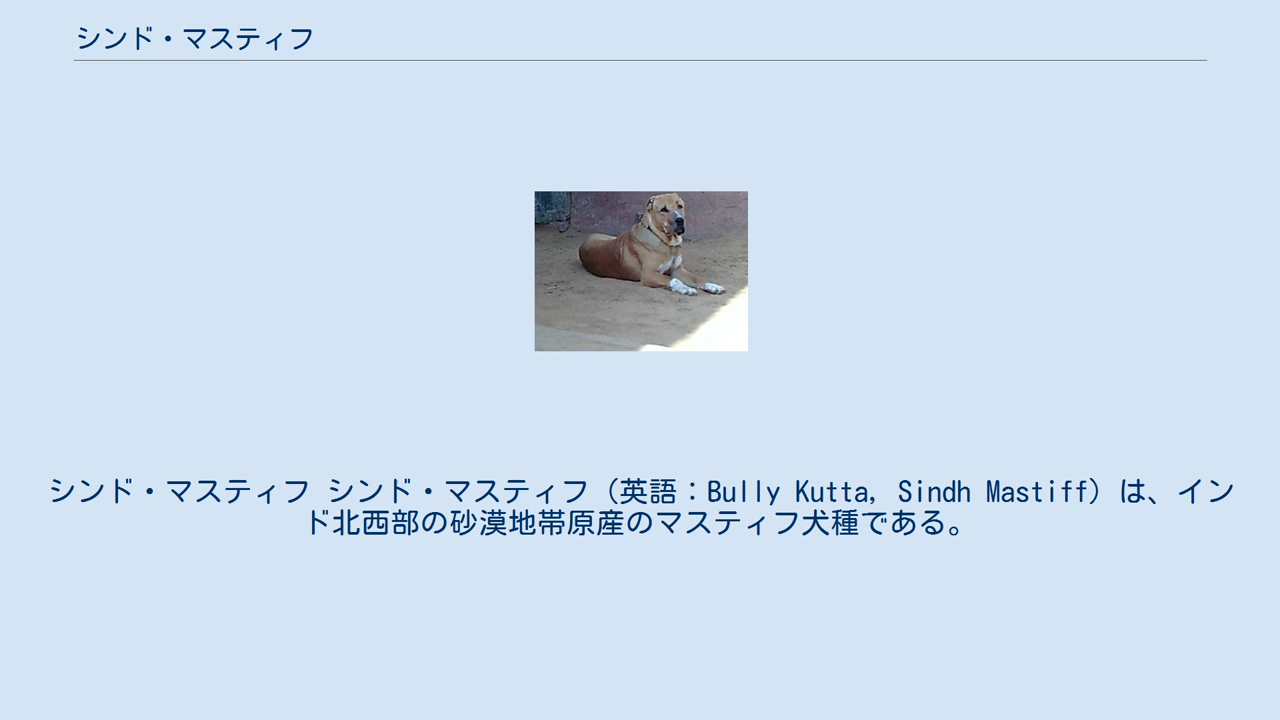 シンド・マスティフ
シンド・マスティフ シンド・マスティフ（英語：Bully Kutta, Sindh Mastiff）は、イン
ド北西部の砂漠地帯原産のマスティフ犬種である。